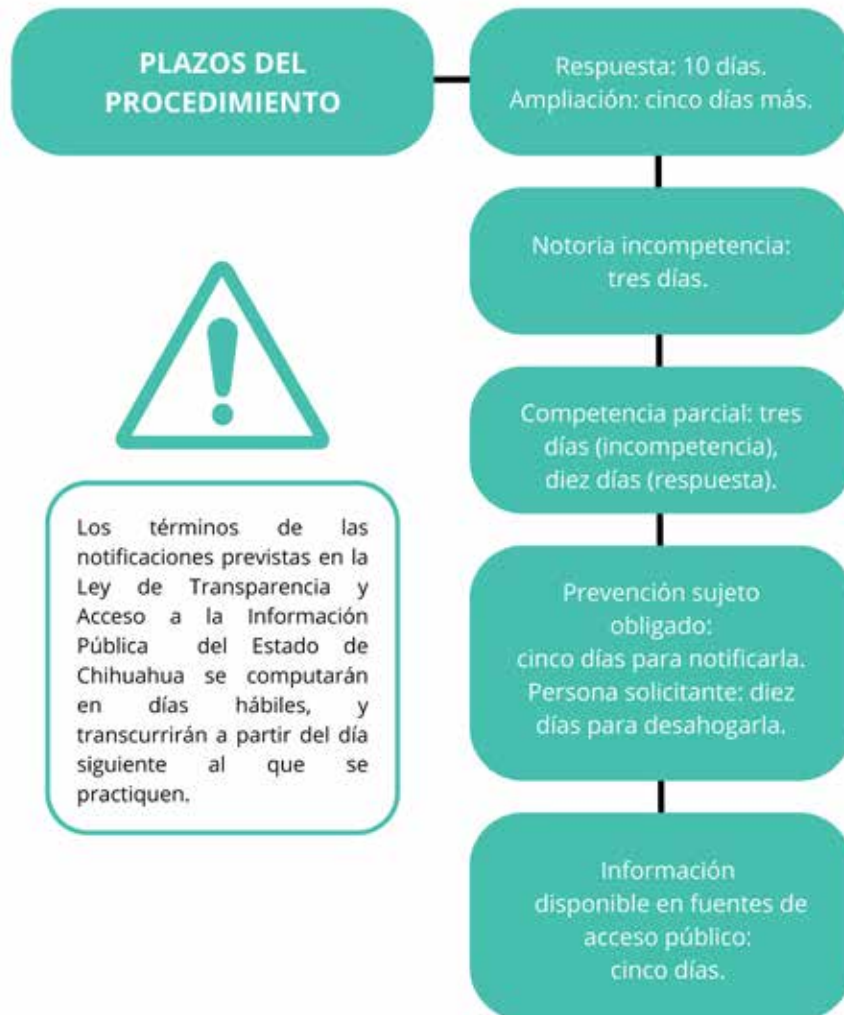 PLAZOS DEL
PROCEDIMIENTO
Respuesta: 10 días.
Ampliación: cinco días más.
Notoria incompetencia:
tres días.
Competencia parcial: tres
días (incompetencia),
diez días (respuesta).
Prevención sujeto
obligado:
cinco días para notificarla.
Persona solicitante: diez
días para desahogarla.
Información
disponible en fuentes de
acceso público:
cinco días.
Los términos de las
notificaciones previstas en la
Ley de Transparencia y
Acceso a la Información
Pública del Estado de
Chihuahua se computarán
en días hábiles, y
transcurrirán a partir del día
siguiente al que se
practiquen.